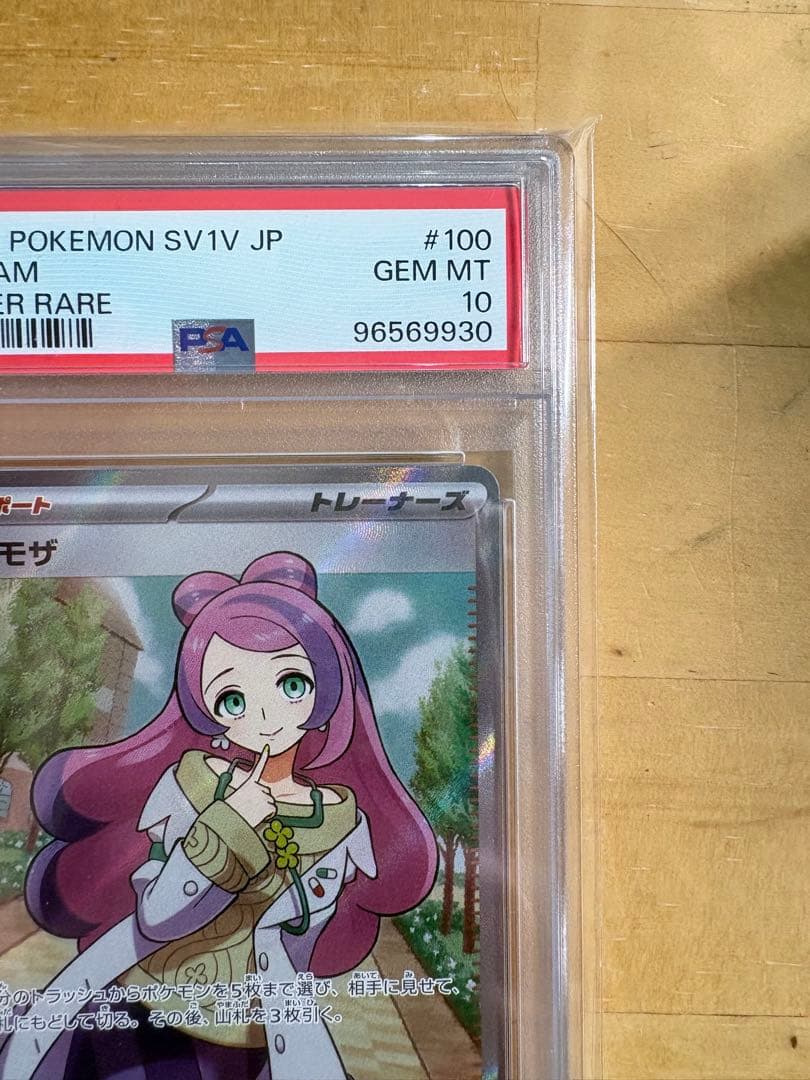 POKEMON SV1V JP #100
AM GEM MT
ER RARE 10
PSA 96569930
ポート トレーナーズ
モザ
分のトラッシュからポケモンを5枚まで選び、相手に見せて、
札にもどして切る。その後、山札を3枚引く。